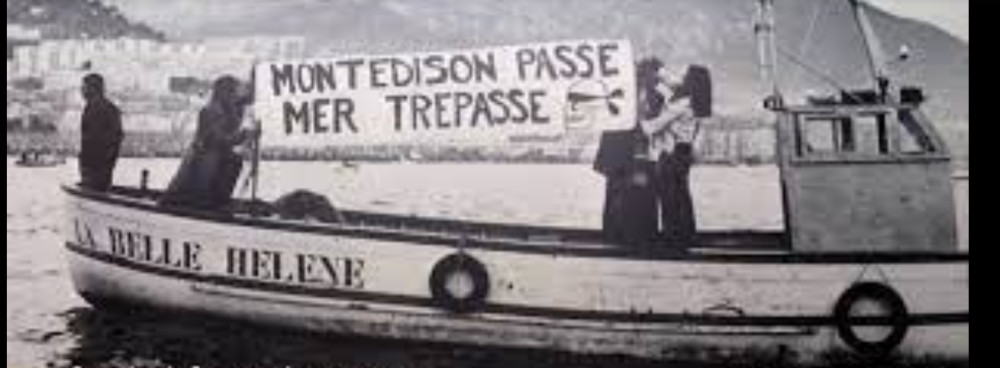 MONTEDISON PASSE
MER TREPASSE
LA BELLE HELENE